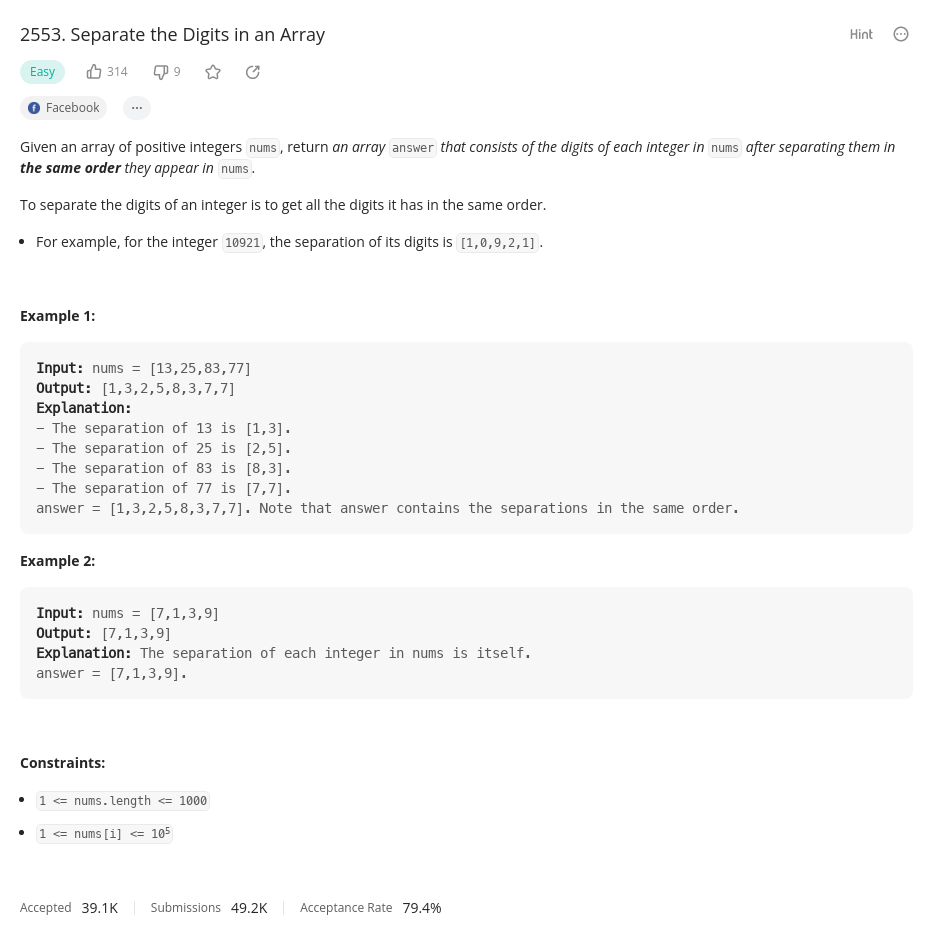 2553. Separate the Digits in an Array
Hint
Easy 314 9
Facebook ...
Given an array of positive integers nums, return an array answer that consists of the digits of each integer in nums after separating them in
the same order they appear in nums.
To separate the digits of an integer is to get all the digits it has in the same order.
• For example, for the integer 10921, the separation of its digits is [1,0,9,2,1].
Example 1:
Input: nums = [13,25,83,77]
Output: [1,3,2,5,8,3,7,7]
Explanation:
– The separation of 13 is [1,3].
– The separation of 25 is [2,5].
– The separation of 83 is [8,3].
– The separation of 77 is [7,7].
answer = [1,3,2,5,8,3,7,7]. Note that answer contains the separations in the same order.
Example 2:
Input: nums = [7,1,3,9]
Output: [7,1,3,9]
Explanation: The separation of each integer in nums is itself.
answer = [7,1,3,9].
Constraints:
• 1 <= nums.length <= 1000
• 1 <= nums[i] <= 10⁵
Accepted 39.1K Submissions 49.2K Acceptance Rate 79.4%